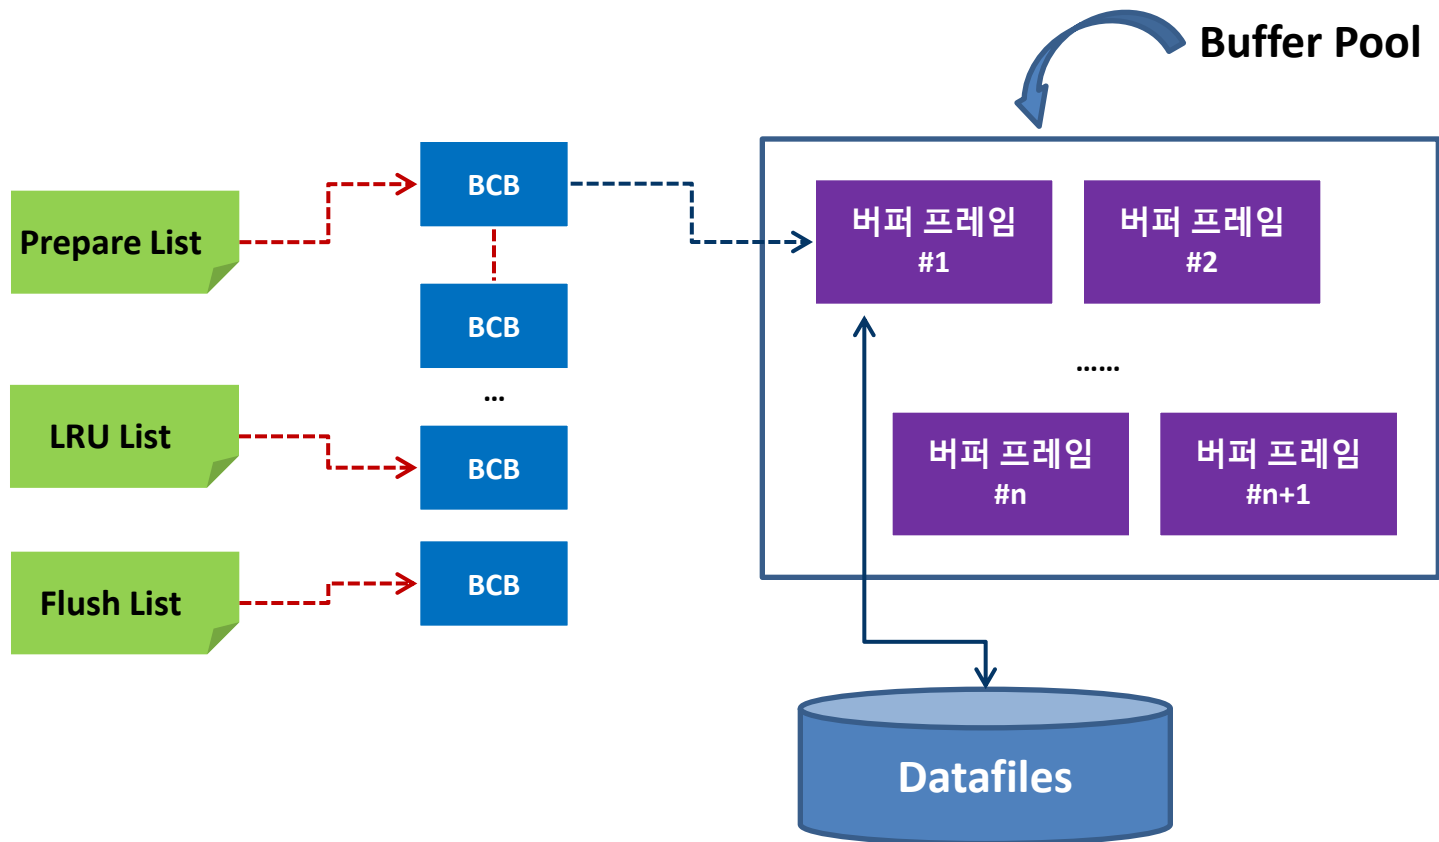 Buffer Pool
Prepare List
LRU List
Flush List
BCB
BCB
...
BCB
BCB
버퍼 프레임
#1
버퍼 프레임
#2
......
버퍼 프레임
#n
버퍼 프레임
#n+1
Datafiles